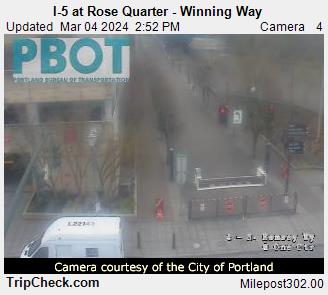 I-5 at Rose Quarter - Winning Way
Updated Mar 04 2024 2:52 PM Camera 4
PBOT
PORTLAND BUREAU OF TRANSPORTATION
L22143
Camera courtesy of the City of Portland
TripCheck.com Milepost302.00